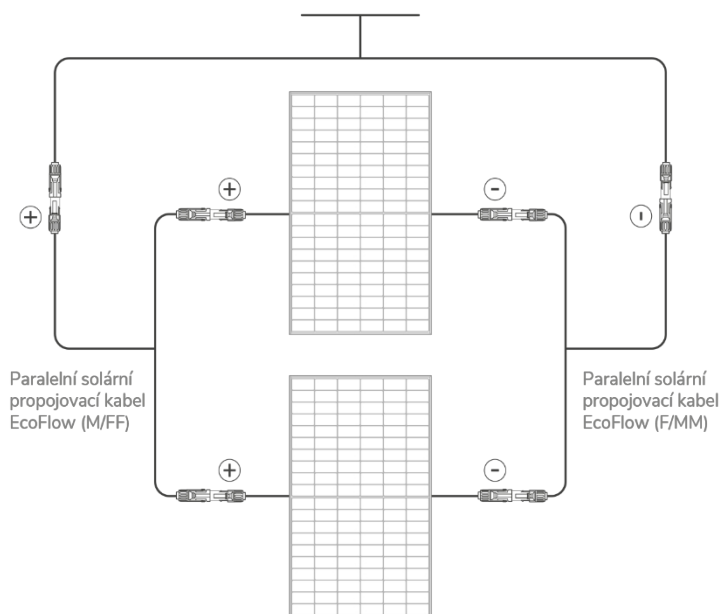 +
-
+
-
Paralelní solární
propojovací kabel
EcoFlow (M/FF)
Paralelní solární
propojovací kabel
EcoFlow (F/MM)
+
-